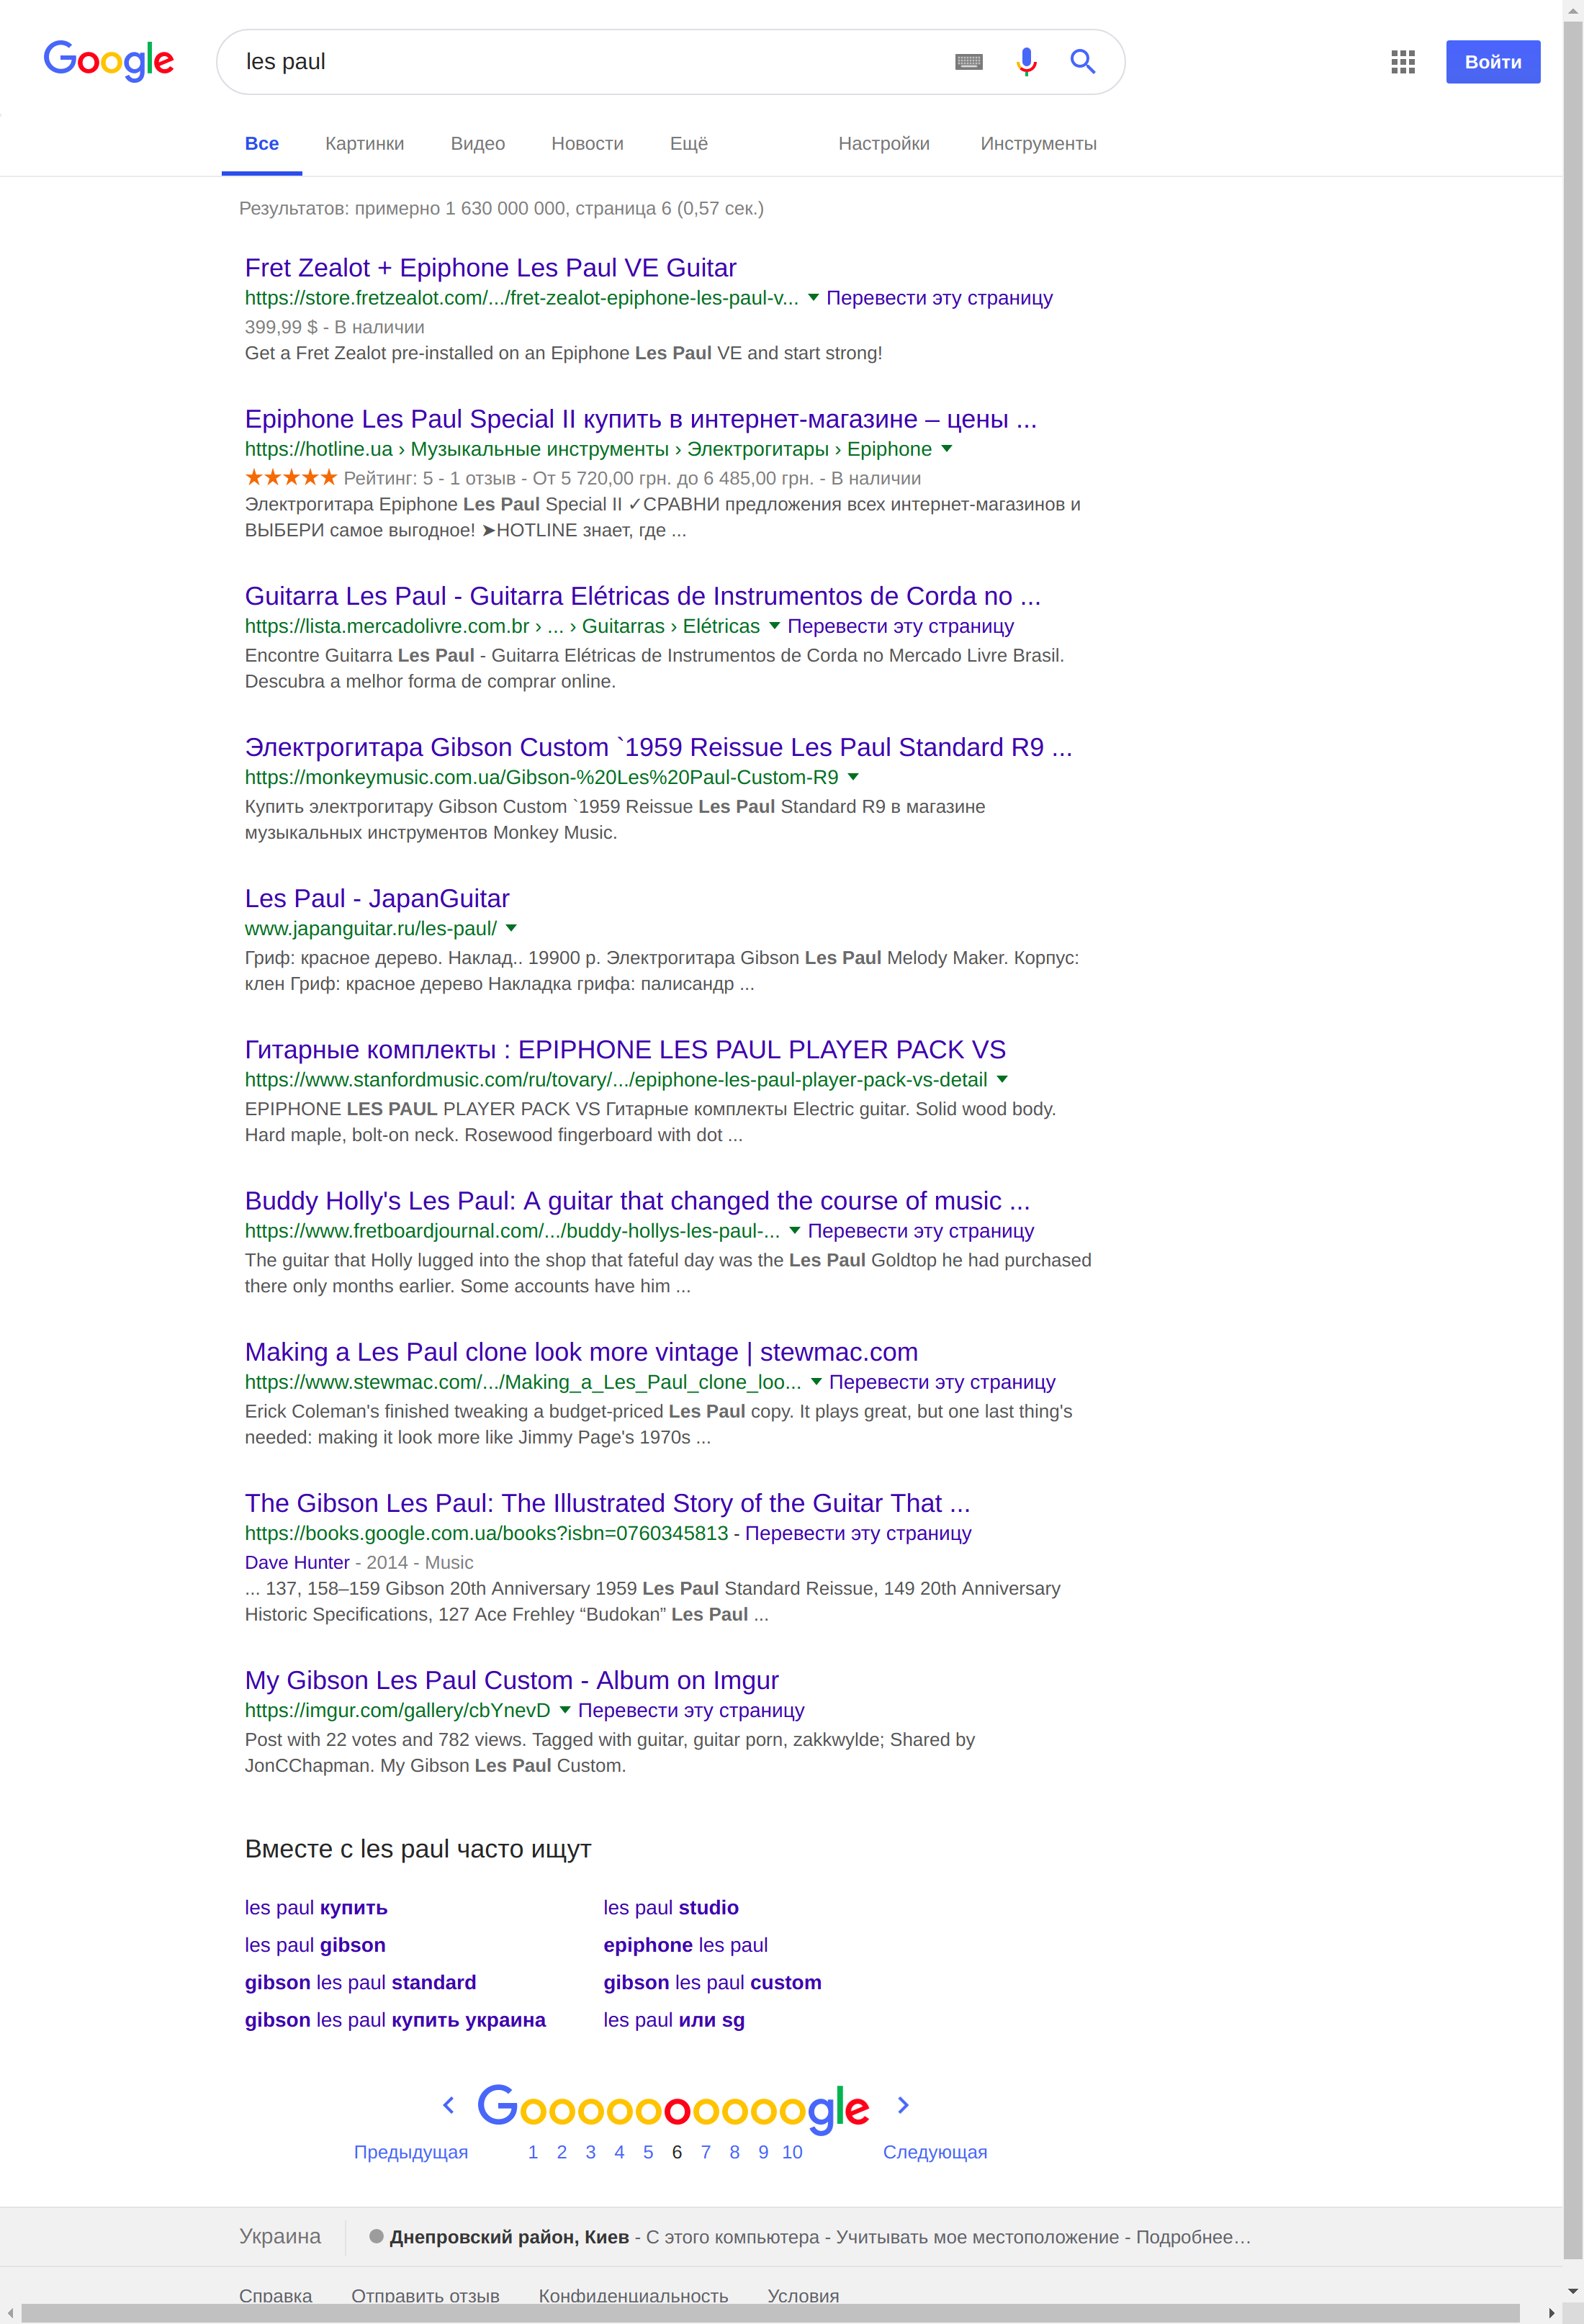 Google
les paul
Войти
Все Картинки Видео Новости Ещё Настройки Инструменты
Результатов: примерно 1 630 000 000, страница 6 (0,57 сек.)
Fret Zealot + Epiphone Les Paul VE Guitar
https://store.fretzealot.com/.../fret-zealot-epiphone-les-paul-v... Перевести эту страницу
399,99 $ - В наличии
Get a Fret Zealot pre-installed on an Epiphone Les Paul VE and start strong!
Epiphone Les Paul Special II купить в интернет-магазине – цены ...
https://hotline.ua › Музыкальные инструменты › Электрогитары › Epiphone
★★★★★ Рейтинг: 5 - 1 отзыв - От 5 720,00 грн. до 6 485,00 грн. - В наличии
Электрогитара Epiphone Les Paul Special II ✓СРАВНИ предложения всех интернет-магазинов и
ВЫБЕРИ самое выгодное! ➤HOTLINE знает, где ...
Guitarra Les Paul - Guitarra Elétricas de Instrumentos de Corda no ...
https://lista.mercadolivre.com.br › ... › Guitarras › Elétricas Перевести эту страницу
Encontre Guitarra Les Paul - Guitarra Elétricas de Instrumentos de Corda no Mercado Livre Brasil.
Descubra a melhor forma de comprar online.
Электрогитара Gibson Custom `1959 Reissue Les Paul Standard R9 ...
https://monkeymusic.com.ua/Gibson-%20Les%20Paul-Custom-R9
Купить электрогитару Gibson Custom `1959 Reissue Les Paul Standard R9 в магазине
музыкальных инструментов Monkey Music.
Les Paul - JapanGuitar
www.japanguitar.ru/les-paul/
Гриф: красное дерево. Наклад.. 19900 р. Электрогитара Gibson Les Paul Melody Maker. Корпус:
клен Гриф: красное дерево Накладка грифа: палисандр ...
Гитарные комплекты : EPIPHONE LES PAUL PLAYER PACK VS
https://www.stanfordmusic.com/ru/tovary/.../epiphone-les-paul-player-pack-vs-detail
EPIPHONE LES PAUL PLAYER PACK VS Гитарные комплекты Electric guitar. Solid wood body.
Hard maple, bolt-on neck. Rosewood fingerboard with dot ...
Buddy Holly's Les Paul: A guitar that changed the course of music ...
https://www.fretboardjournal.com/.../buddy-hollys-les-paul-... Перевести эту страницу
The guitar that Holly lugged into the shop that fateful day was the Les Paul Goldtop he had purchased
there only months earlier. Some accounts have him ...
Making a Les Paul clone look more vintage | stewmac.com
https://www.stewmac.com/.../Making_a_Les_Paul_clone_loo... Перевести эту страницу
Erick Coleman's finished tweaking a budget-priced Les Paul copy. It plays great, but one last thing's
needed: making it look more like Jimmy Page's 1970s ...
The Gibson Les Paul: The Illustrated Story of the Guitar That ...
https://books.google.com.ua/books?isbn=0760345813 - Перевести эту страницу
Dave Hunter - 2014 - Music
... 137, 158–159 Gibson 20th Anniversary 1959 Les Paul Standard Reissue, 149 20th Anniversary
Historic Specifications, 127 Ace Frehley “Budokan” Les Paul ...
My Gibson Les Paul Custom - Album on Imgur
https://imgur.com/gallery/cbYnevD Перевести эту страницу
Post with 22 votes and 782 views. Tagged with guitar, guitar porn, zakkwylde; Shared by
JonCChapman. My Gibson Les Paul Custom.
Вместе с les paul часто ищут
les paul купить les paul studio
les paul gibson epiphone les paul
gibson les paul standard gibson les paul custom
gibson les paul купить украина les paul или sg
Goooooooooogle
Предыдущая 1 2 3 4 5 6 7 8 9 10 Следующая
Украина Днепровский район, Киев - С этого компьютера - Учитывать мое местоположение - Подробнее…
Справка Отправить отзыв Конфиденциальность Условия